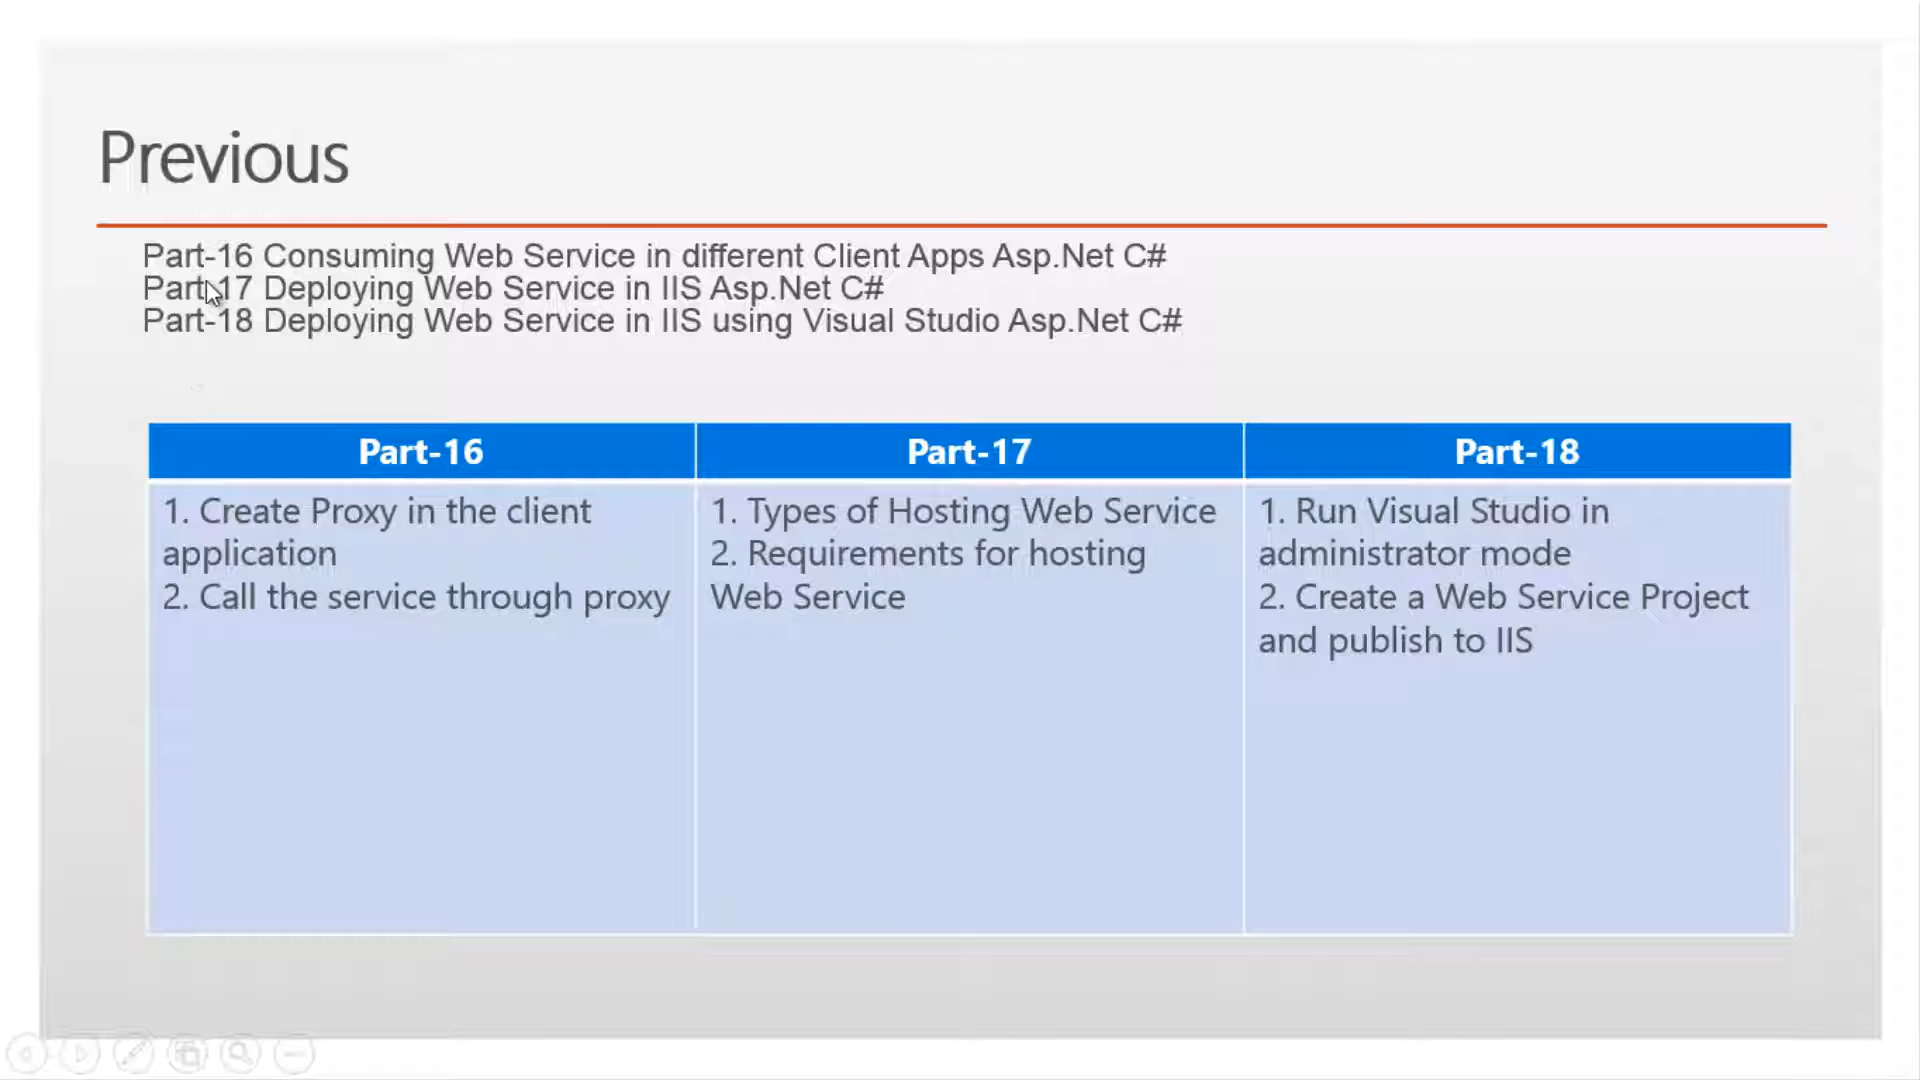 Previous
Part-16 Consuming Web Service in different Client Apps Asp.Net C#
Part-17 Deploying Web Service in IIS Asp.Net C#
Part-18 Deploying Web Service in IIS using Visual Studio Asp.Net C#
Part-16
1. Create Proxy in the client
application
2. Call the service through proxy
Part-17
1. Types of Hosting Web Service
2. Requirements for hosting
Web Service
Part-18
1. Run Visual Studio in
administrator mode
2. Create a Web Service Project
and publish to IIS